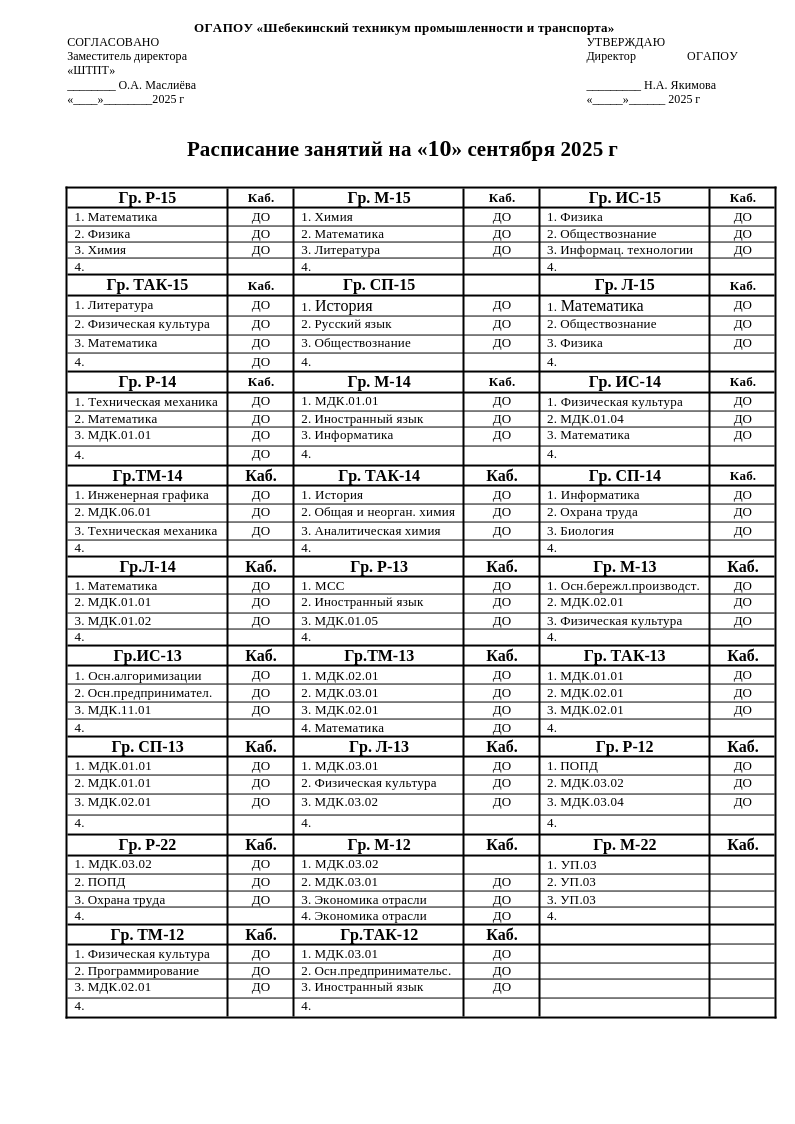 ОГАПОУ «Шебекинский техникум промышленности и транспорта»
СОГЛАСОВАНО УТВЕРЖДАЮ
Заместитель директора Директор ОГАПОУ
«ШТПТ»
________ О.А. Маслиёва _________ Н.А. Якимова
«____»________2025 г «_____»______ 2025 г
Расписание занятий на «10» сентября 2025 г
Гр. Р-15 Каб. Гр. М-15 Каб. Гр. ИС-15 Каб.
1. Математика ДО 1. Химия ДО 1. Физика ДО
2. Физика ДО 2. Математика ДО 2. Обществознание ДО
3. Химия ДО 3. Литература ДО 3. Информац. технологии ДО
4. 4. 4.
Гр. ТАК-15 Каб. Гр. СП-15 Гр. Л-15 Каб.
1. Литература ДО 1. История ДО 1. Математика ДО
2. Физическая культура ДО 2. Русский язык ДО 2. Обществознание ДО
3. Математика ДО 3. Обществознание ДО 3. Физика ДО
4. ДО 4. 4.
Гр. Р-14 Каб. Гр. М-14 Каб. Гр. ИС-14 Каб.
1. Техническая механика ДО 1. МДК.01.01 ДО 1. Физическая культура ДО
2. Математика ДО 2. Иностранный язык ДО 2. МДК.01.04 ДО
3. МДК.01.01 ДО 3. Информатика ДО 3. Математика ДО
4. ДО 4. 4.
Гр.ТМ-14 Каб. Гр. ТАК-14 Каб. Гр. СП-14 Каб.
1. Инженерная графика ДО 1. История ДО 1. Информатика ДО
2. МДК.06.01 ДО 2. Общая и неорган. химия ДО 2. Охрана труда ДО
3. Техническая механика ДО 3. Аналитическая химия ДО 3. Биология ДО
4. 4. 4.
Гр.Л-14 Каб. Гр. Р-13 Каб. Гр. М-13 Каб.
1. Математика ДО 1. МСС ДО 1. Осн.бережл.производст. ДО
2. МДК.01.01 ДО 2. Иностранный язык ДО 2. МДК.02.01 ДО
3. МДК.01.02 ДО 3. МДК.01.05 ДО 3. Физическая культура ДО
4. 4. 4.
Гр.ИС-13 Каб. Гр.ТМ-13 Каб. Гр. ТАК-13 Каб.
1. Осн.алгоримизации ДО 1. МДК.02.01 ДО 1. МДК.01.01 ДО
2. Осн.предпринимател. ДО 2. МДК.03.01 ДО 2. МДК.02.01 ДО
3. МДК.11.01 ДО 3. МДК.02.01 ДО 3. МДК.02.01 ДО
4. 4. Математика ДО 4.
Гр. СП-13 Каб. Гр. Л-13 Каб. Гр. Р-12 Каб.
1. МДК.01.01 ДО 1. МДК.03.01 ДО 1. ПОПД ДО
2. МДК.01.01 ДО 2. Физическая культура ДО 2. МДК.03.02 ДО
3. МДК.02.01 ДО 3. МДК.03.02 ДО 3. МДК.03.04 ДО
4. 4. 4.
Гр. Р-22 Каб. Гр. М-12 Каб. Гр. М-22 Каб.
1. МДК.03.02 ДО 1. МДК.03.02 1. УП.03
2. ПОПД ДО 2. МДК.03.01 ДО 2. УП.03
3. Охрана труда ДО 3. Экономика отрасли ДО 3. УП.03
4. 4. Экономика отрасли ДО 4.
Гр. ТМ-12 Каб. Гр.ТАК-12 Каб.
1. Физическая культура ДО 1. МДК.03.01 ДО
2. Программирование ДО 2. Осн.предпринимательс. ДО
3. МДК.02.01 ДО 3. Иностранный язык ДО
4. 4.